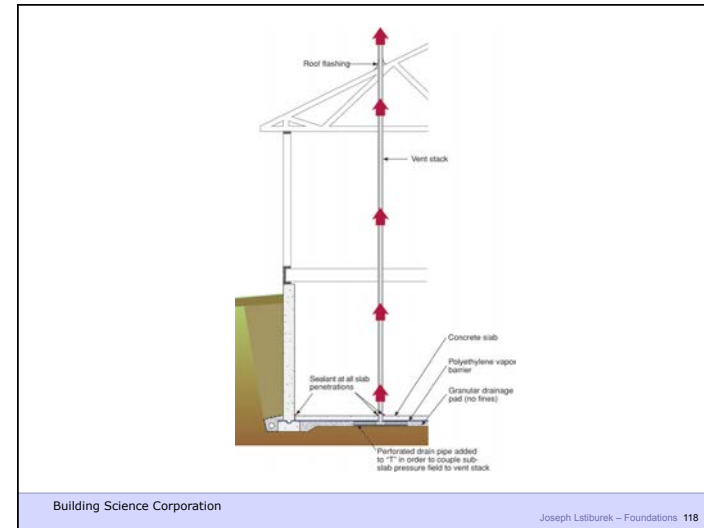 Roof flashing
Vent stack
Concrete slab
Polyethylene vapor
barrier
Sealant at all slab
penetrations
Granular drainage
pad (no fines)
Perforated drain pipe added
to "T" in order to couple sub-
slab pressure field to vent stack
Building Science Corporation
Joseph Lstiburek – Foundations 118